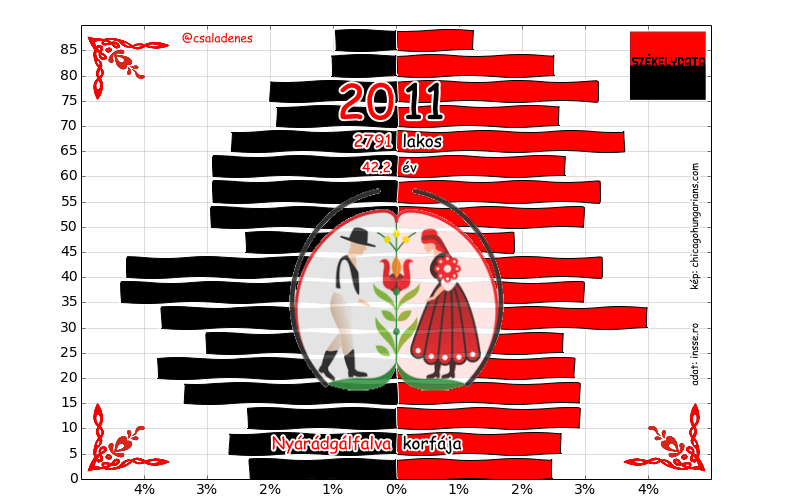 @csaladenes
SZÉKELYDATA
2011
2791 lakos
42.2 év
kép: chicagohungarians.com
adat: insse.ro
Nyárádgálfalva korfája
85
80
75
70
65
60
55
50
45
40
35
30
25
20
15
10
5
0
4% 3% 2% 1% 0% 1% 2% 3% 4%